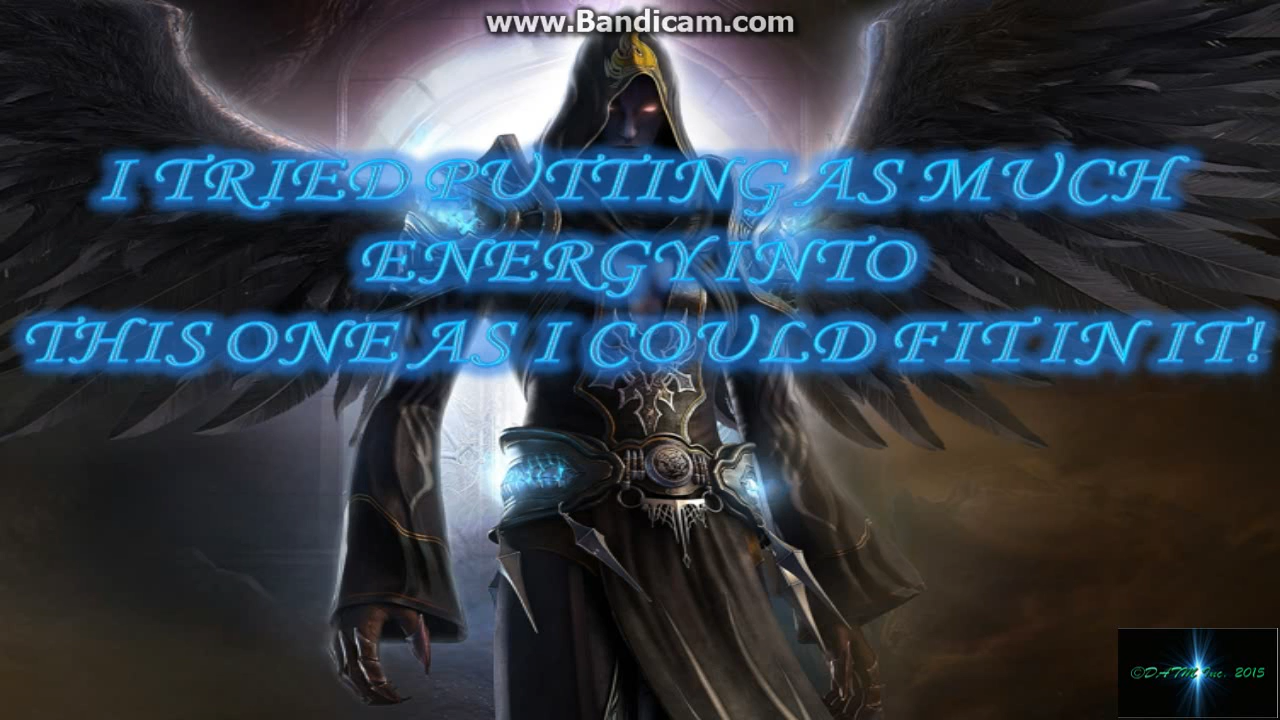 www.Bandicam.com
I TRIED PUTTING AS MUCH
ENERGY INTO
THIS ONE AS I COULD FIT IN IT!
©DATM Inc. 2015